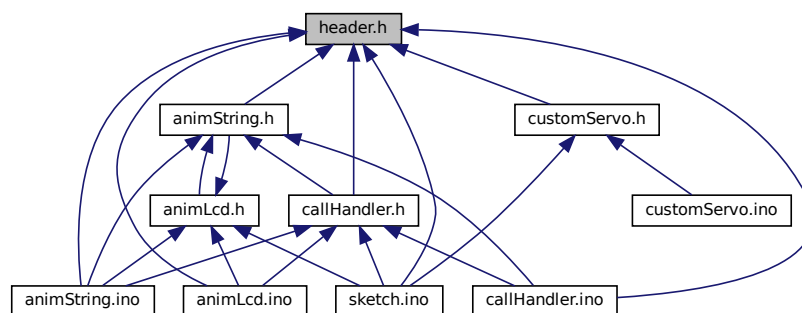 header.h
animString.h
customServo.h
animLcd.h
callHandler.h
customServo.ino
animString.ino
animLcd.ino
sketch.ino
callHandler.ino